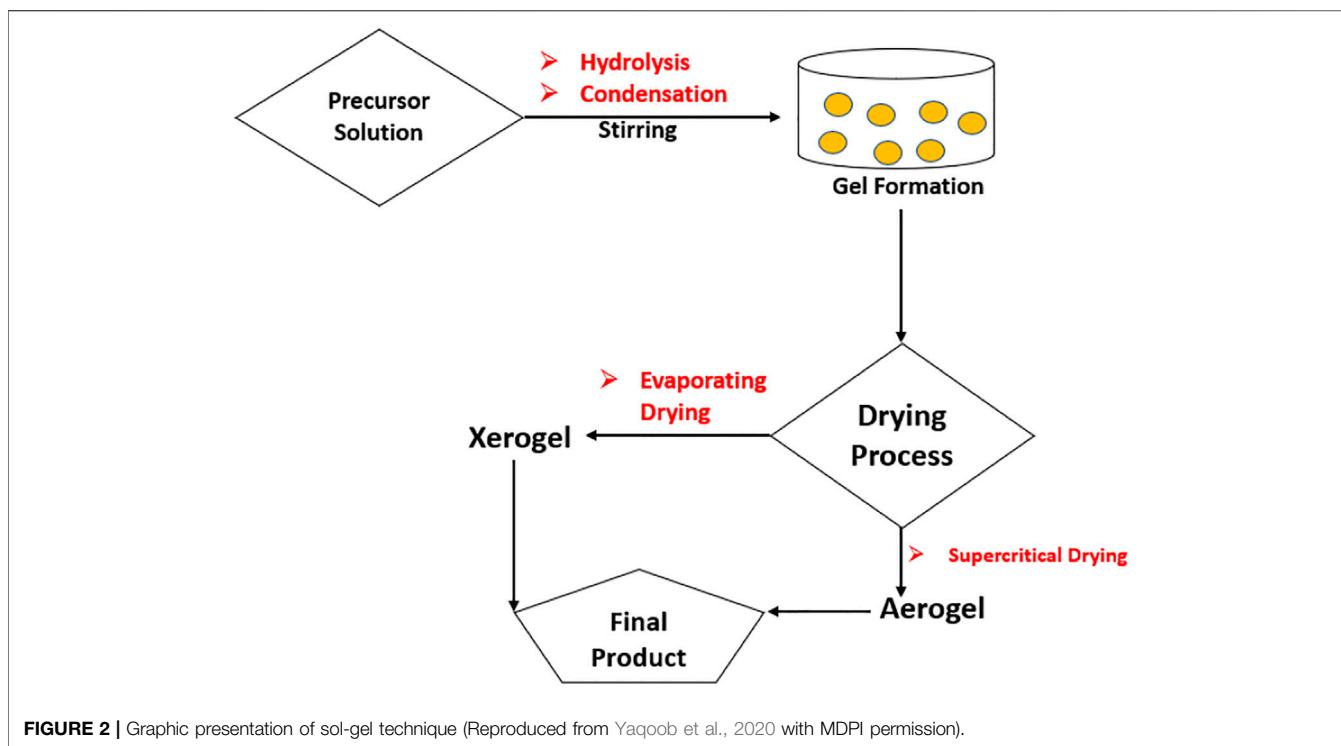 Precursor
Solution
Hydrolysis
Condensation
Stirring
Gel Formation
Evaporating
Drying
Xerogel
Drying
Process
Supercritical Drying
Aerogel
Final
Product
FIGURE 2 | Graphic presentation of sol-gel technique (Reproduced from Yaqoob et al., 2020 with MDPI permission).